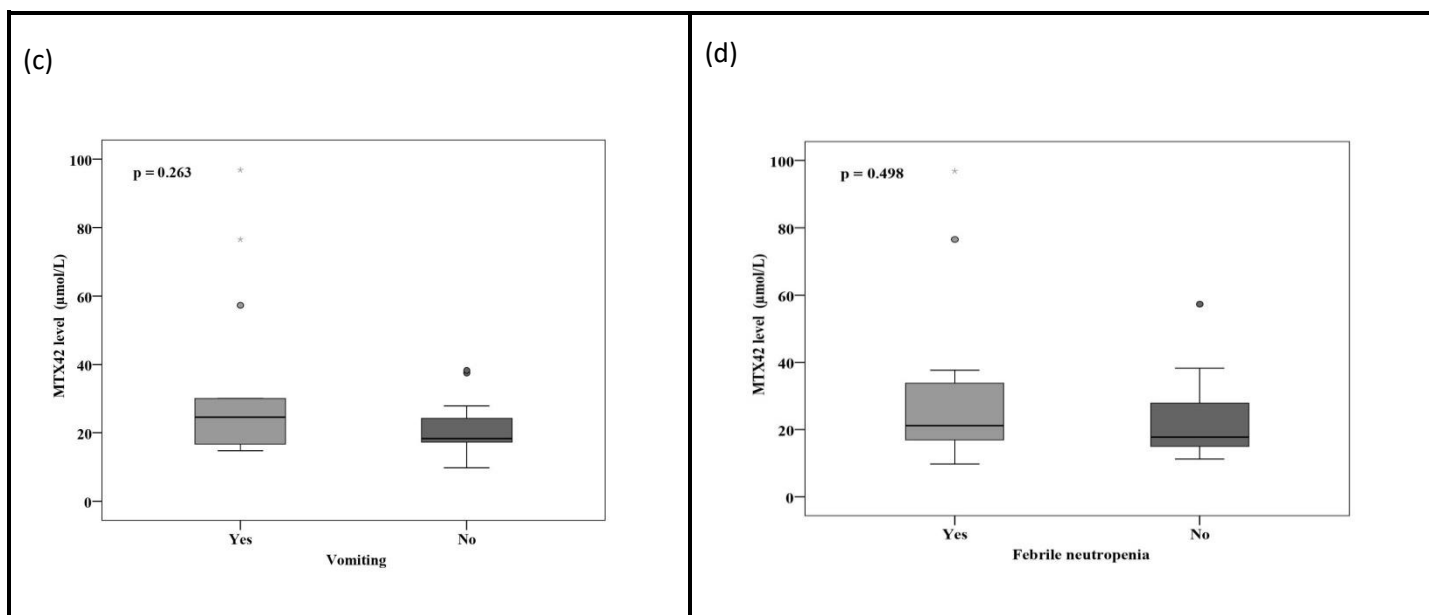 (c)
p = 0.263
MTX42 level (µmol/L)
100
80
60
40
20
0
Yes
No
Vomiting
(d)
p = 0.498
MTX42 level (µmol/L)
100
80
60
40
20
0
Yes
No
Febrile neutropenia